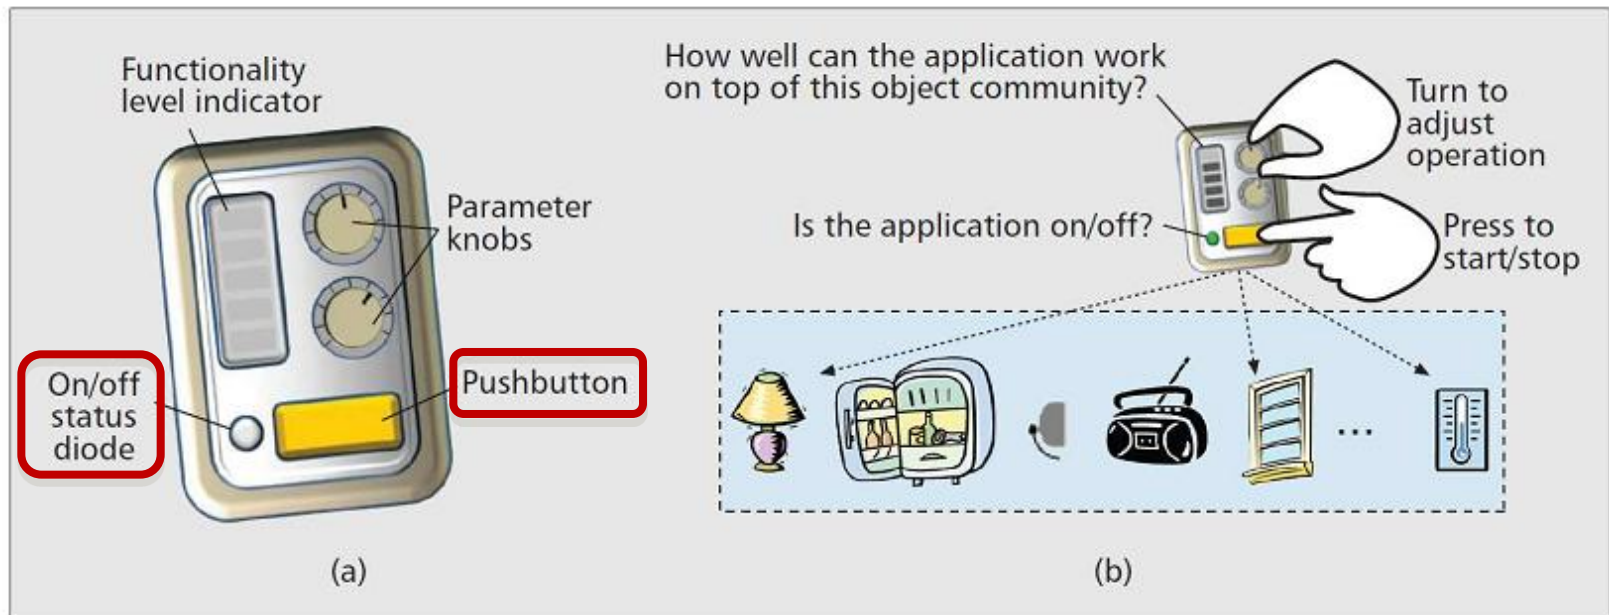 Functionality
level indicator
Parameter
knobs
On/off
status
diode
Pushbutton
(a)
How well can the application work
on top of this object community?
Turn to
adjust
operation
Is the application on/off?
Press to
start/stop
...
(b)